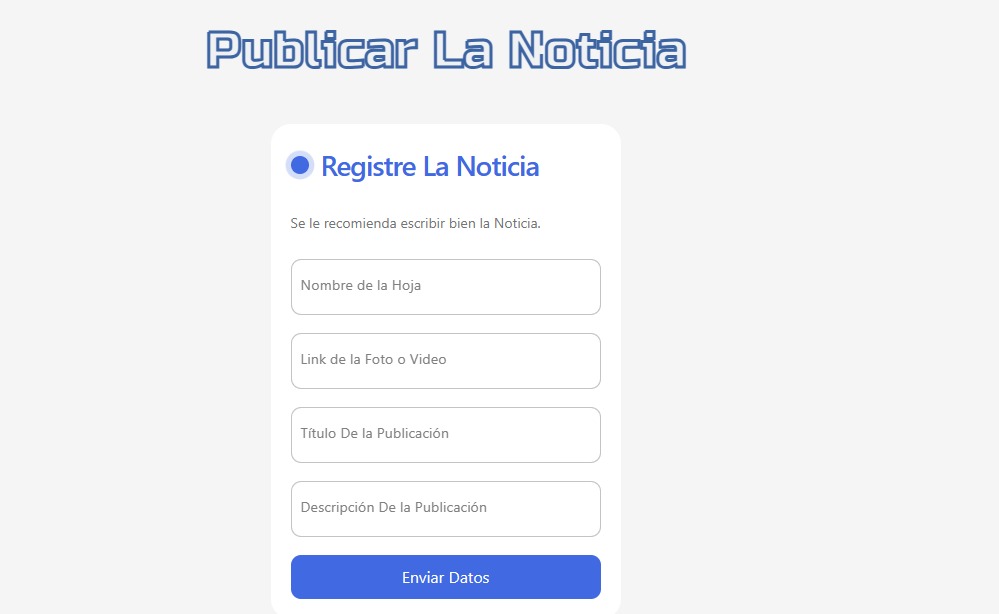 Publicar La Noticia
Registre La Noticia
Se le recomienda escribir bien la Noticia.
Nombre de la Hoja
Link de la Foto o Video
Título De la Publicación
Descripción De la Publicación
Enviar Datos